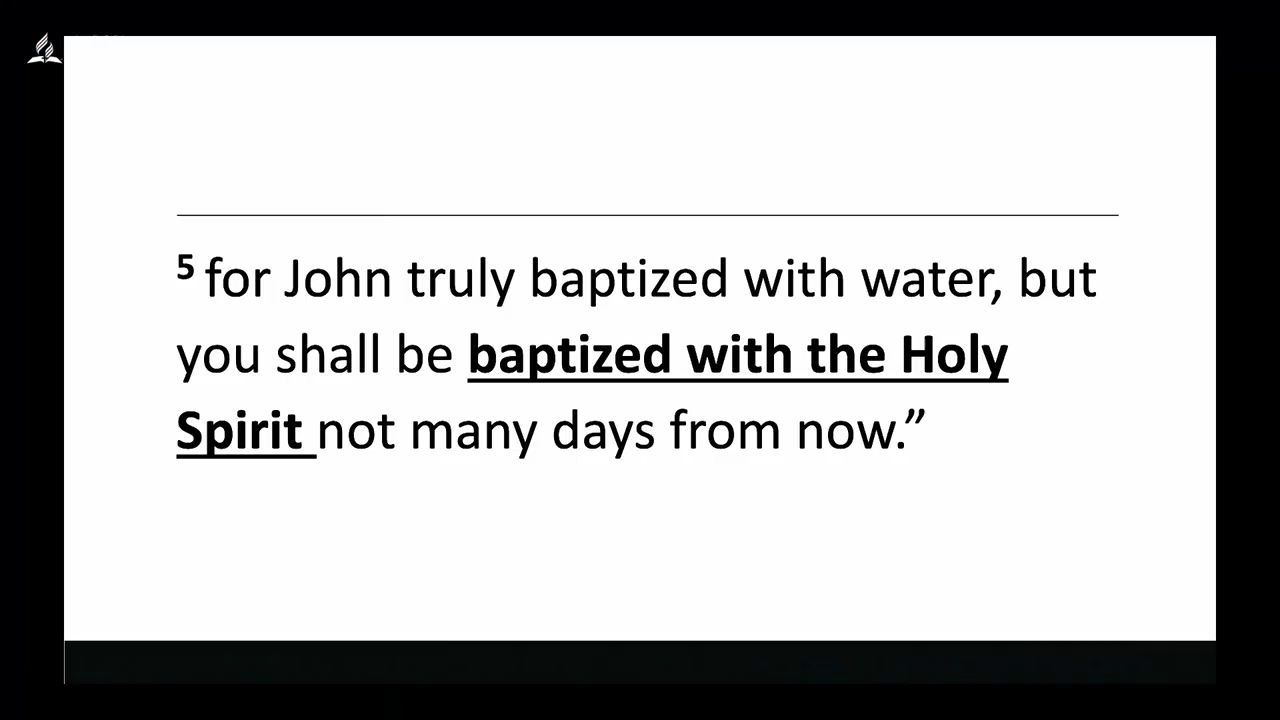 5 for John truly baptized with water, but
you shall be baptized with the Holy
Spirit not many days from now.”